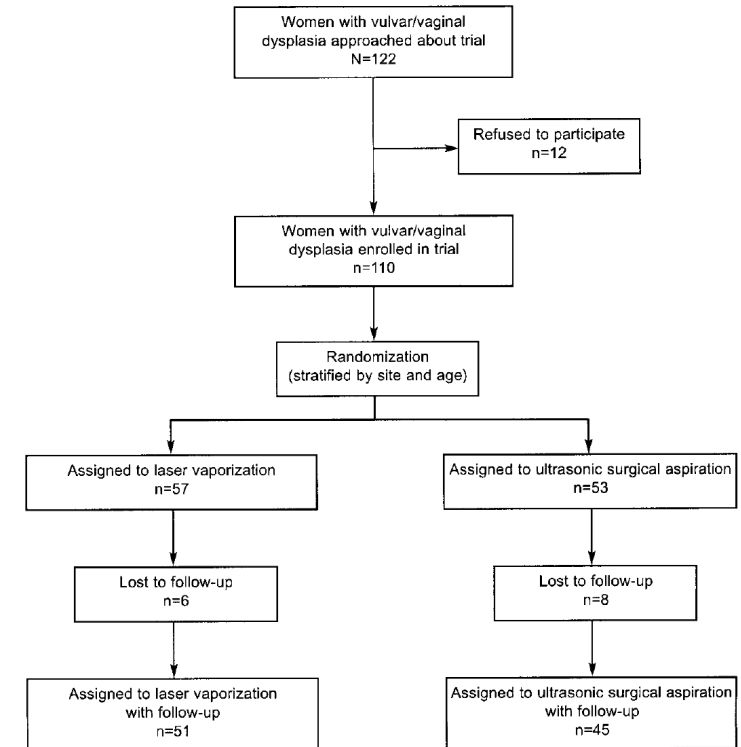 Women with vulvar/vaginal
dysplasia approached about trial
N=122
Refused to participate
n=12
Women with vulvar/vaginal
dysplasia enrolled in trial
n=110
Randomization
(stratified by site and age)
Assigned to laser vaporization
n=57
Assigned to ultrasonic surgical aspiration
n=53
Lost to follow-up
n=6
Lost to follow-up
n=8
Assigned to laser vaporization
with follow-up
n=51
Assigned to ultrasonic surgical aspiration
with follow-up
n=45